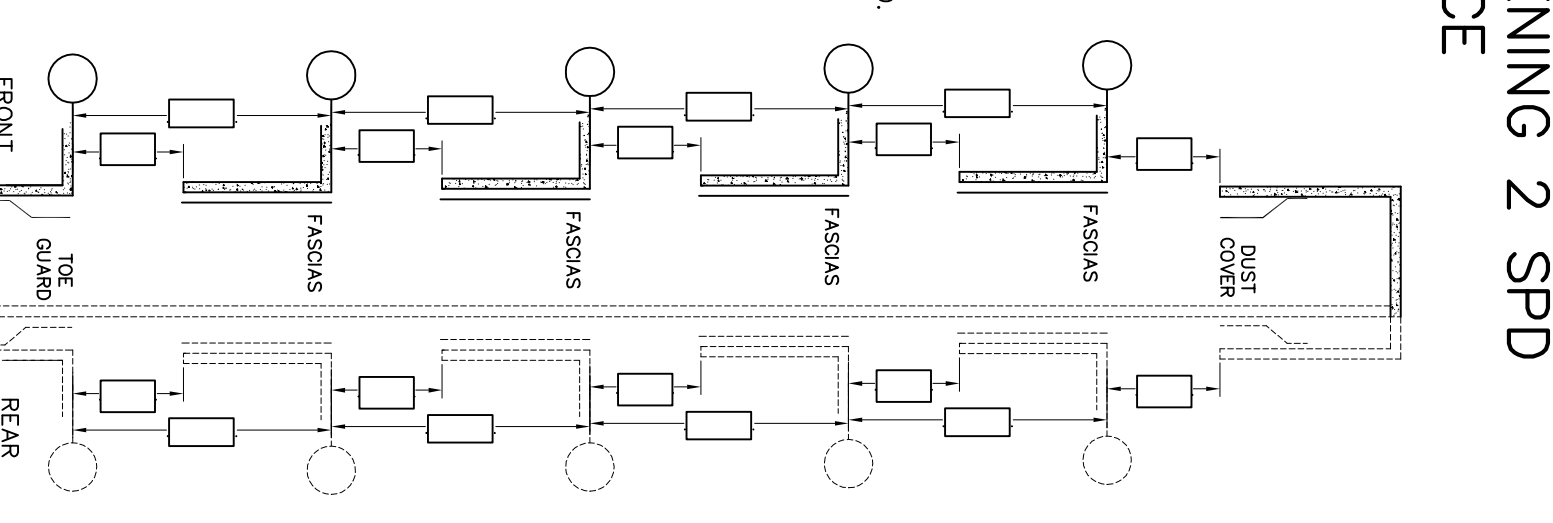 NING 2 SPD
CE
DUST
COVER
FASCIAS
FASCIAS
FASCIAS
FASCIAS
TOE
GUARD
FRONT
REAR